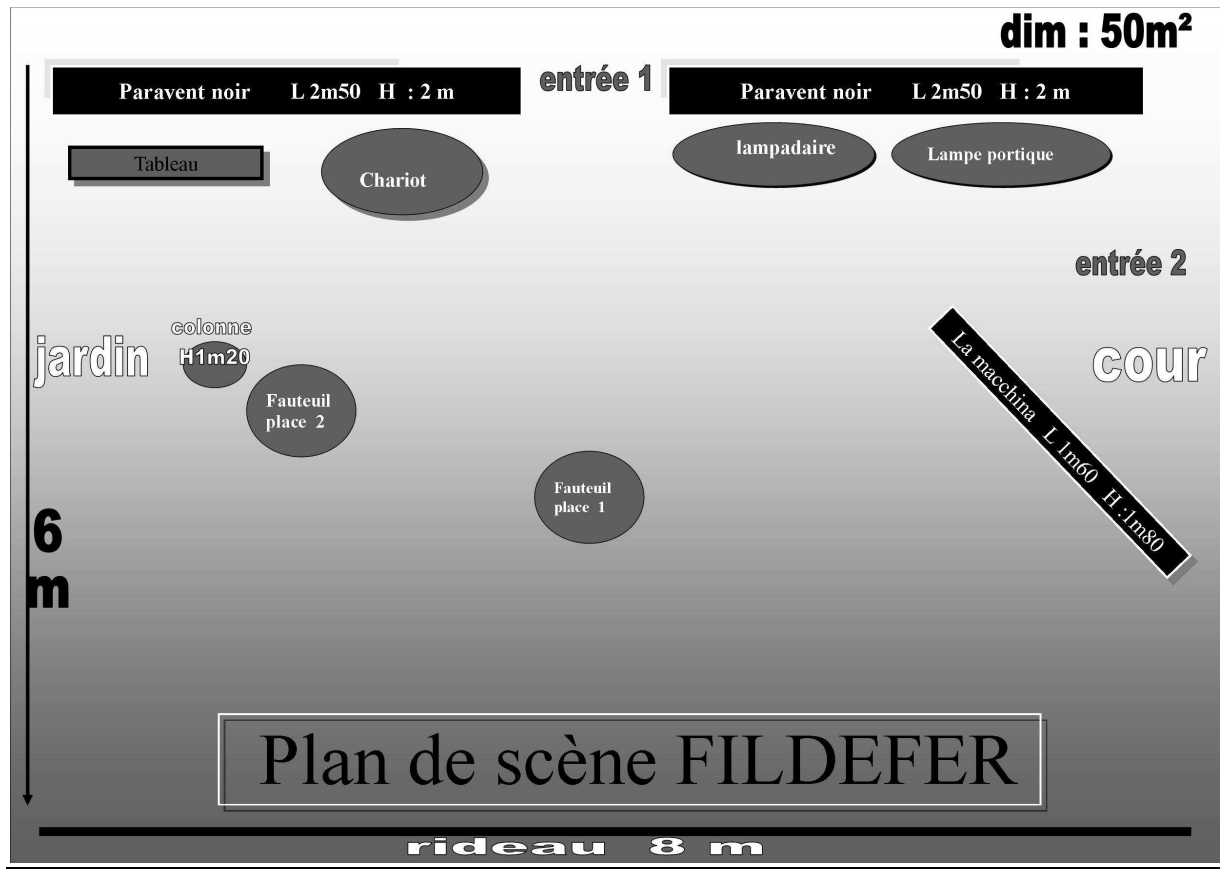 dim : 50m²
Paravent noir L 2m50 H : 2 m
entrée 1
Paravent noir L 2m50 H : 2 m
Tableau
Chariot
lampadaire
Lampe portique
entrée 2
jardin
colonne
H1m20
cour
Fauteuil
place 2
La macchina L 1m60 H :1m80
Fauteuil
place 1
6
m
Plan de scène FILDEFER
rideau 8 m